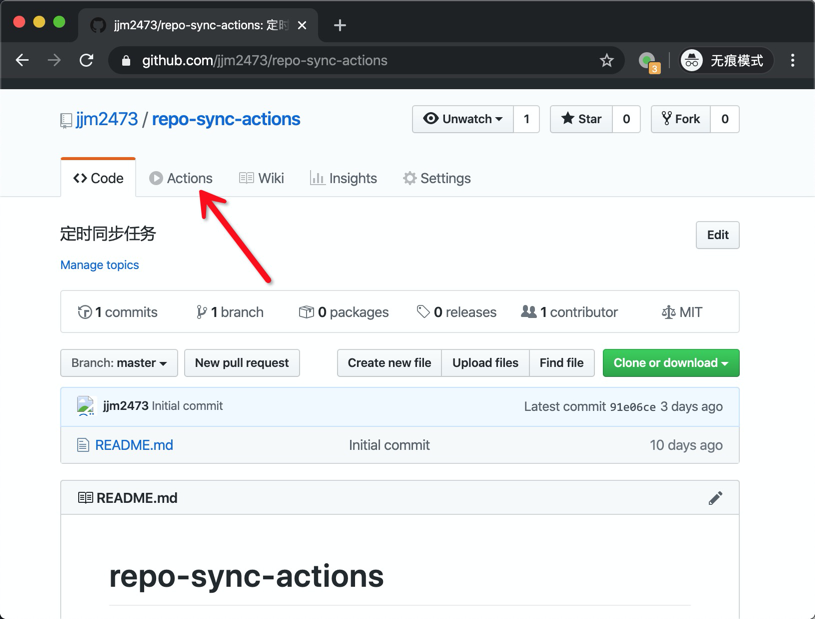 jjm2473/repo-sync-actions: 定时
github.com/jjm2473/repo-sync-actions
3
无痕模式
jjm2473 / repo-sync-actions
Unwatch 1 Star 0 Fork 0
Code Actions Wiki Insights Settings
定时同步任务
Edit
Manage topics
1 commits 1 branch 0 packages 0 releases 1 contributor MIT
Branch: master New pull request Create new file Upload files Find file Clone or download
jjm2473 Initial commit Latest commit 91e06ce 3 days ago
README.md Initial commit 10 days ago
README.md
repo-sync-actions